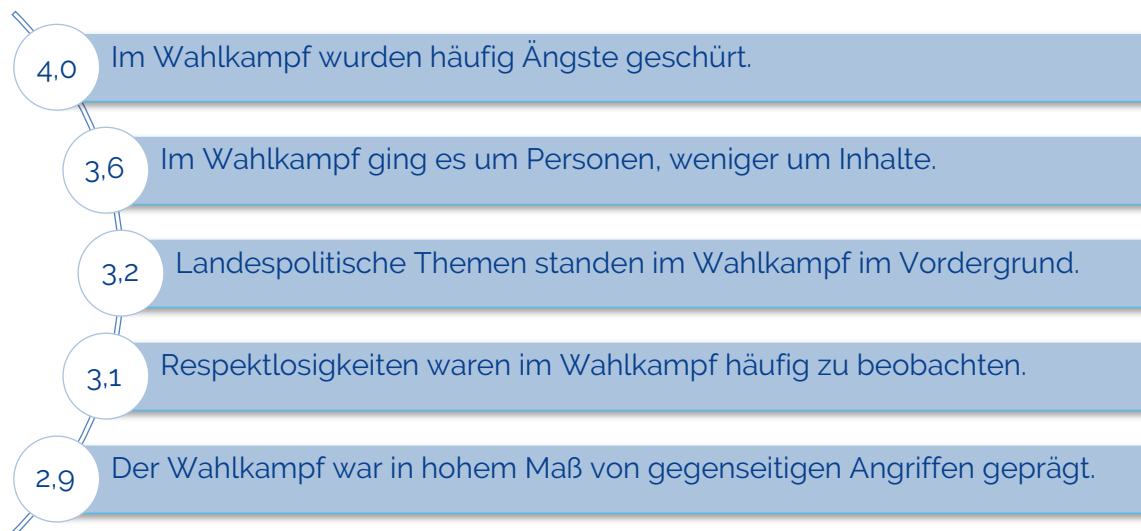 4,0 Im Wahlkampf wurden häufig Ängste geschürt.
3,6 Im Wahlkampf ging es um Personen, weniger um Inhalte.
3,2 Landespolitische Themen standen im Wahlkampf im Vordergrund.
3,1 Respektlosigkeiten waren im Wahlkampf häufig zu beobachten.
2,9 Der Wahlkampf war in hohem Maß von gegenseitigen Angriffen geprägt.